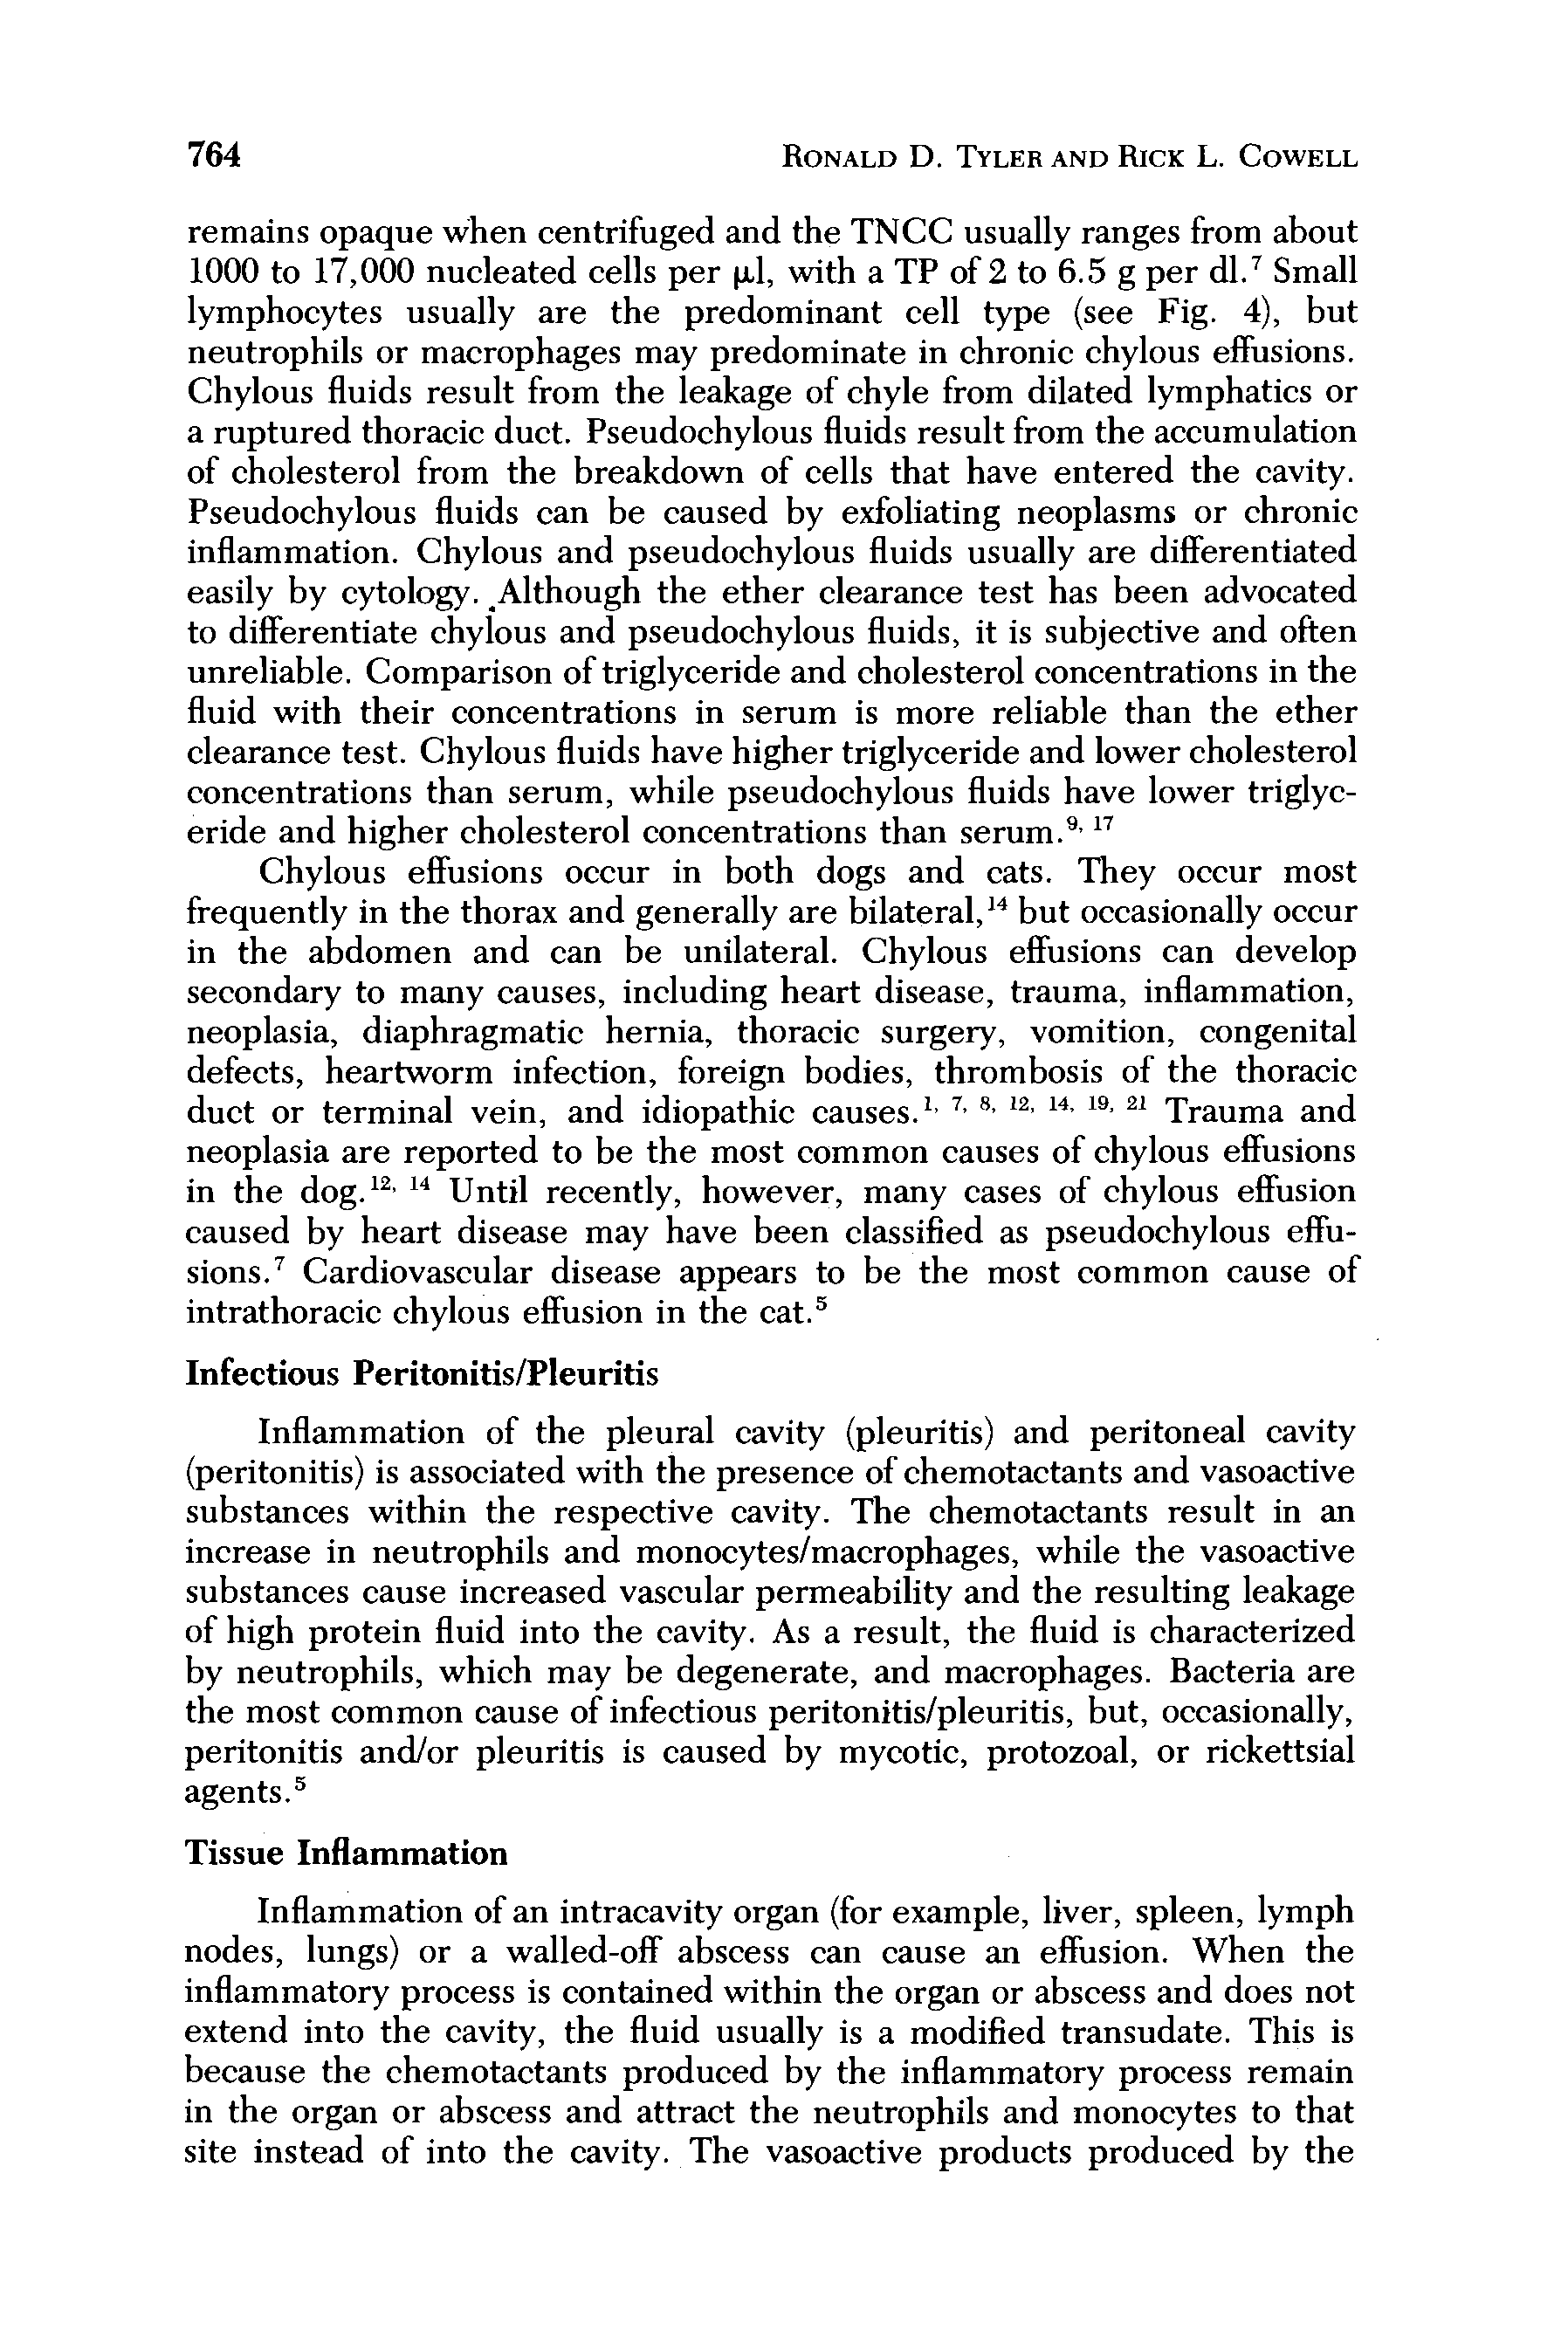 764 RONALD D. TYLER AND RICK L. COWELL
remains opaque when centrifuged and the TNCC usually ranges from about
1000 to 17,000 nucleated cells per μl, with a TP of 2 to 6.5 g per dl.⁷ Small
lymphocytes usually are the predominant cell type (see Fig. 4), but
neutrophils or macrophages may predominate in chronic chylous effusions.
Chylous fluids result from the leakage of chyle from dilated lymphatics or
a ruptured thoracic duct. Pseudochylous fluids result from the accumulation
of cholesterol from the breakdown of cells that have entered the cavity.
Pseudochylous fluids can be caused by exfoliating neoplasms or chronic
inflammation. Chylous and pseudochylous fluids usually are differentiated
easily by cytology. Although the ether clearance test has been advocated
to differentiate chylous and pseudochylous fluids, it is subjective and often
unreliable. Comparison of triglyceride and cholesterol concentrations in the
fluid with their concentrations in serum is more reliable than the ether
clearance test. Chylous fluids have higher triglyceride and lower cholesterol
concentrations than serum, while pseudochylous fluids have lower triglyc-
eride and higher cholesterol concentrations than serum.⁹, ¹⁷
Chylous effusions occur in both dogs and cats. They occur most
frequently in the thorax and generally are bilateral,¹⁴ but occasionally occur
in the abdomen and can be unilateral. Chylous effusions can develop
secondary to many causes, including heart disease, trauma, inflammation,
neoplasia, diaphragmatic hernia, thoracic surgery, vomition, congenital
defects, heartworm infection, foreign bodies, thrombosis of the thoracic
duct or terminal vein, and idiopathic causes.¹, ⁷, ⁸, ¹², ¹⁴, ¹⁹, ²¹ Trauma and
neoplasia are reported to be the most common causes of chylous effusions
in the dog.¹², ¹⁴ Until recently, however, many cases of chylous effusion
caused by heart disease may have been classified as pseudochylous effu-
sions.⁷ Cardiovascular disease appears to be the most common cause of
intrathoracic chylous effusion in the cat.⁵
Infectious Peritonitis/Pleuritis
Inflammation of the pleural cavity (pleuritis) and peritoneal cavity
(peritonitis) is associated with the presence of chemotactants and vasoactive
substances within the respective cavity. The chemotactants result in an
increase in neutrophils and monocytes/macrophages, while the vasoactive
substances cause increased vascular permeability and the resulting leakage
of high protein fluid into the cavity. As a result, the fluid is characterized
by neutrophils, which may be degenerate, and macrophages. Bacteria are
the most common cause of infectious peritonitis/pleuritis, but, occasionally,
peritonitis and/or pleuritis is caused by mycotic, protozoal, or rickettsial
agents.⁵
Tissue Inflammation
Inflammation of an intracavity organ (for example, liver, spleen, lymph
nodes, lungs) or a walled-off abscess can cause an effusion. When the
inflammatory process is contained within the organ or abscess and does not
extend into the cavity, the fluid usually is a modified transudate. This is
because the chemotactants produced by the inflammatory process remain
in the organ or abscess and attract the neutrophils and monocytes to that
site instead of into the cavity. The vasoactive products produced by the